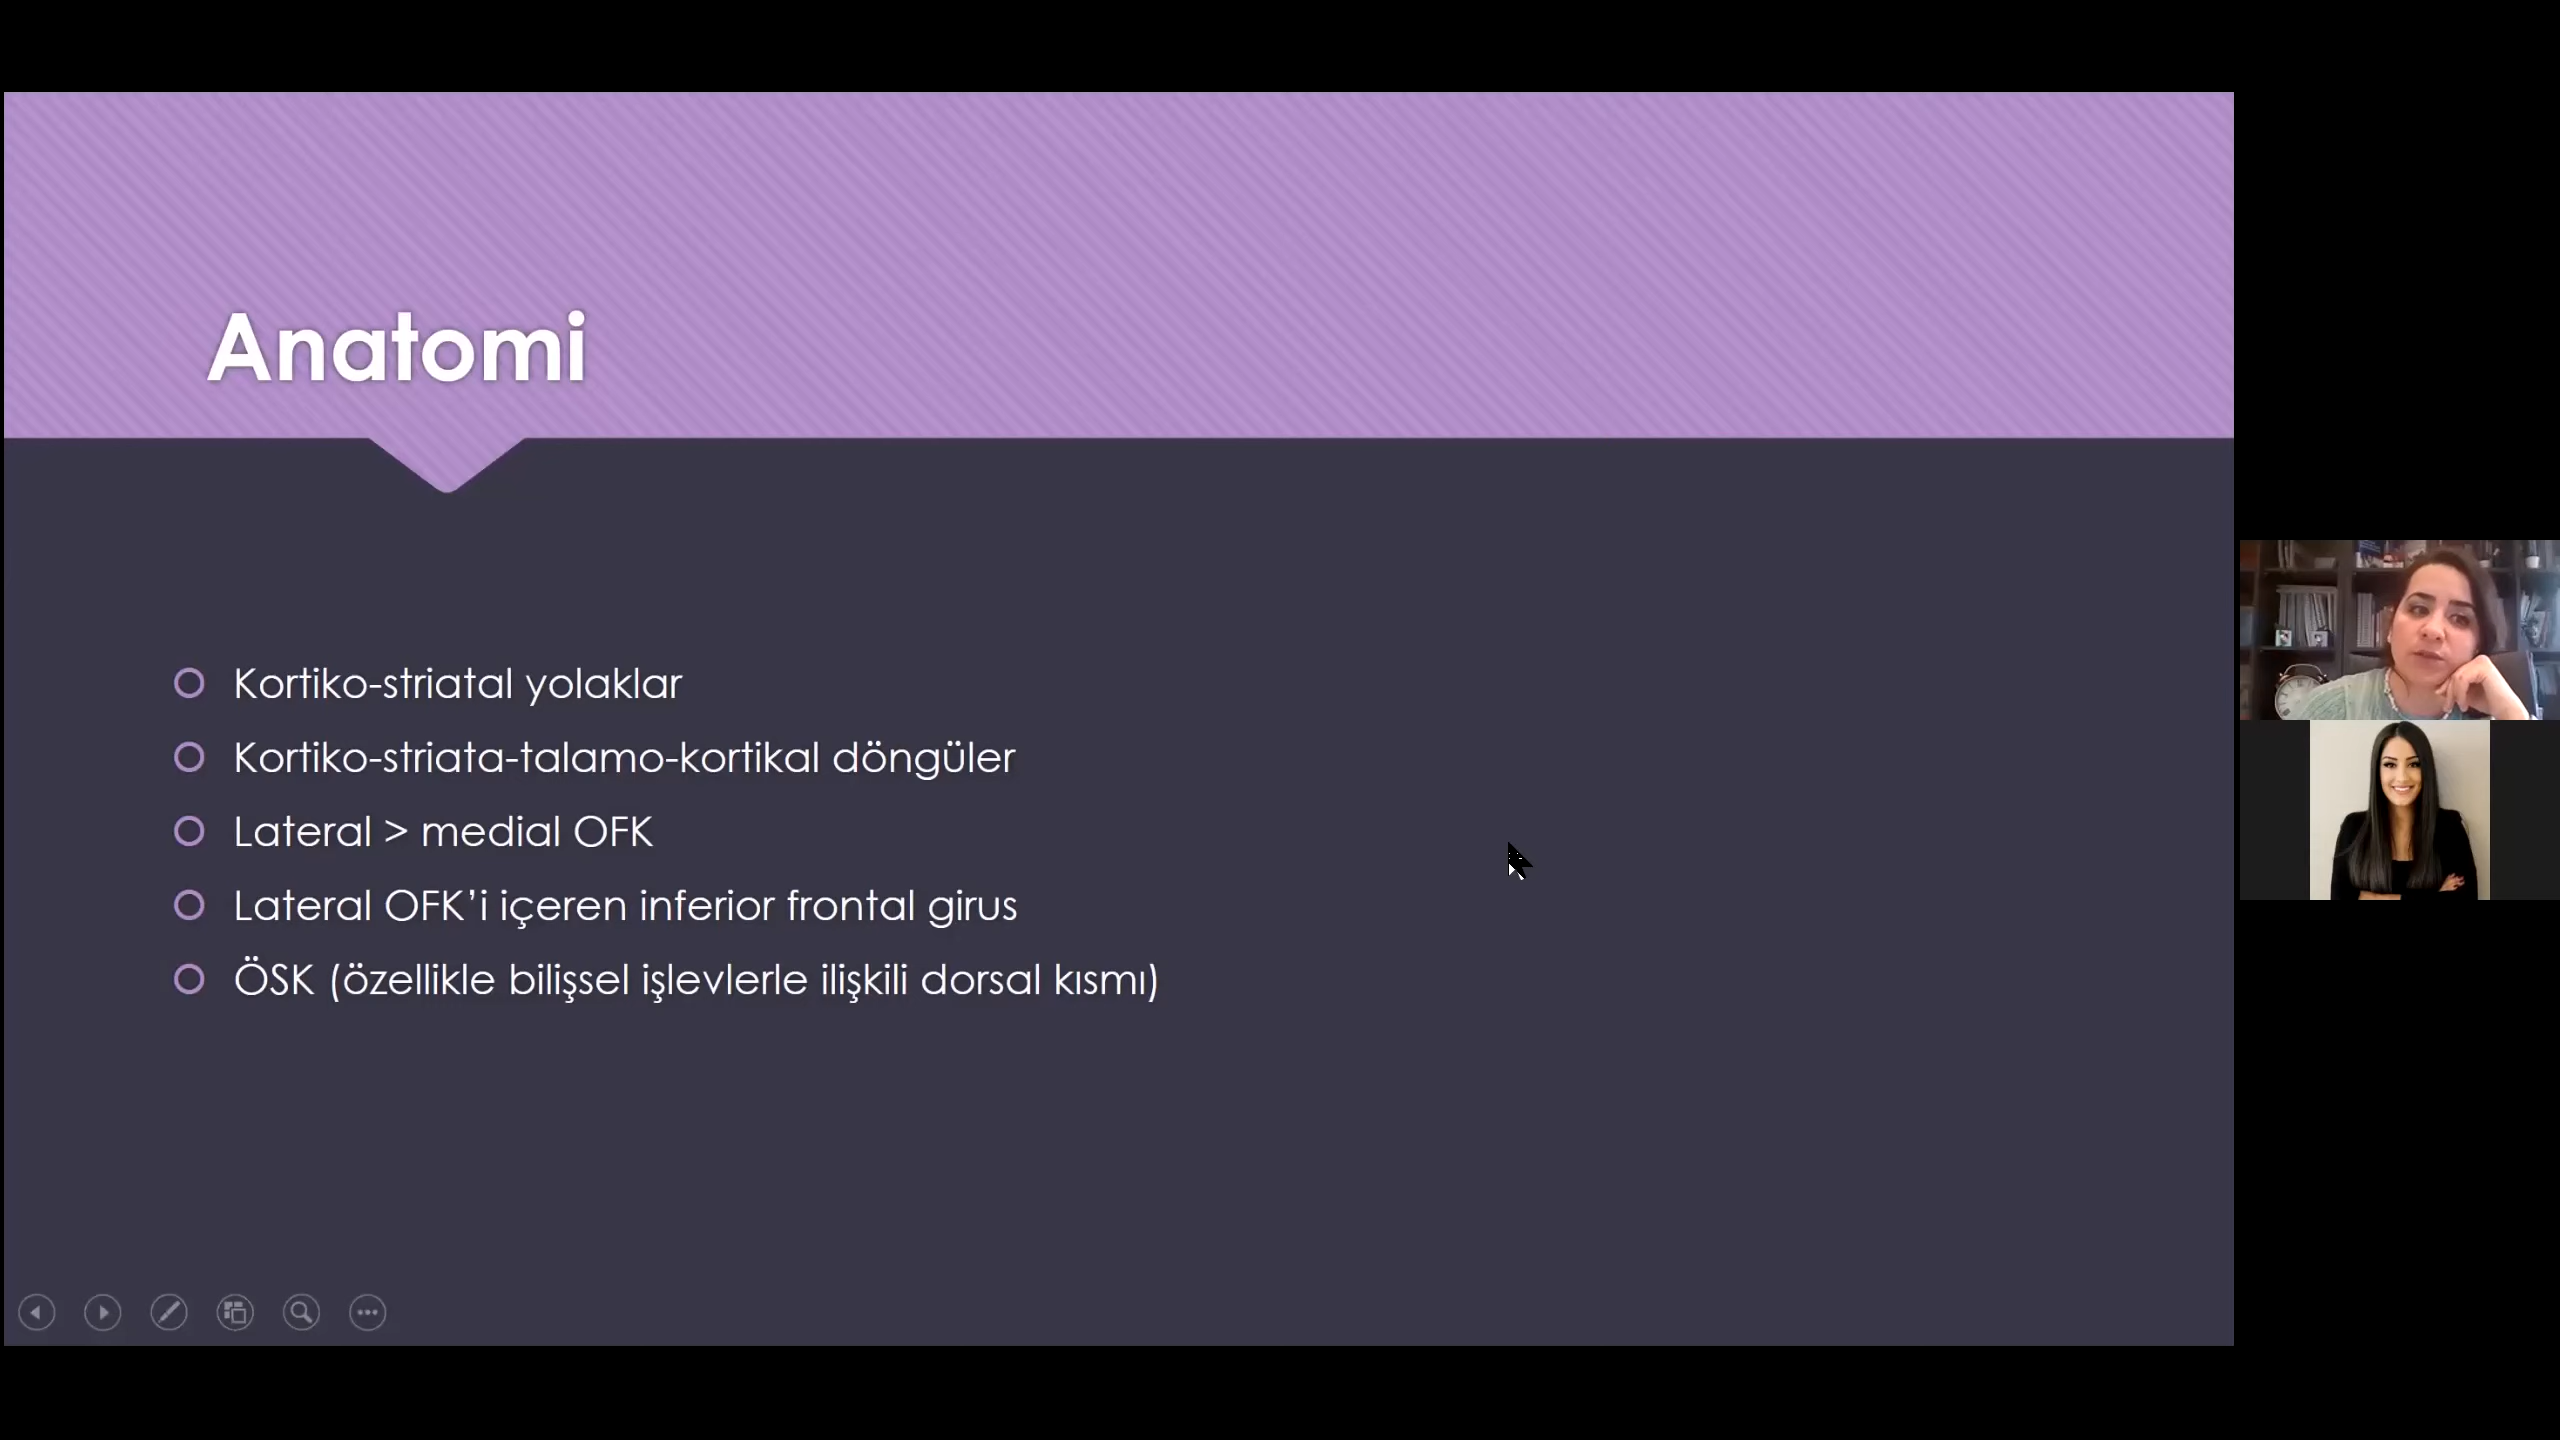 Anatomi
Kortiko-striatal yolaklar
Kortiko-striata-talamo-kortikal döngüler
Lateral > medial OFK
Lateral OFK’i içeren inferior frontal girus
ÖSK (özellikle bilişsel işlevlerle ilişkili dorsal kısmı)